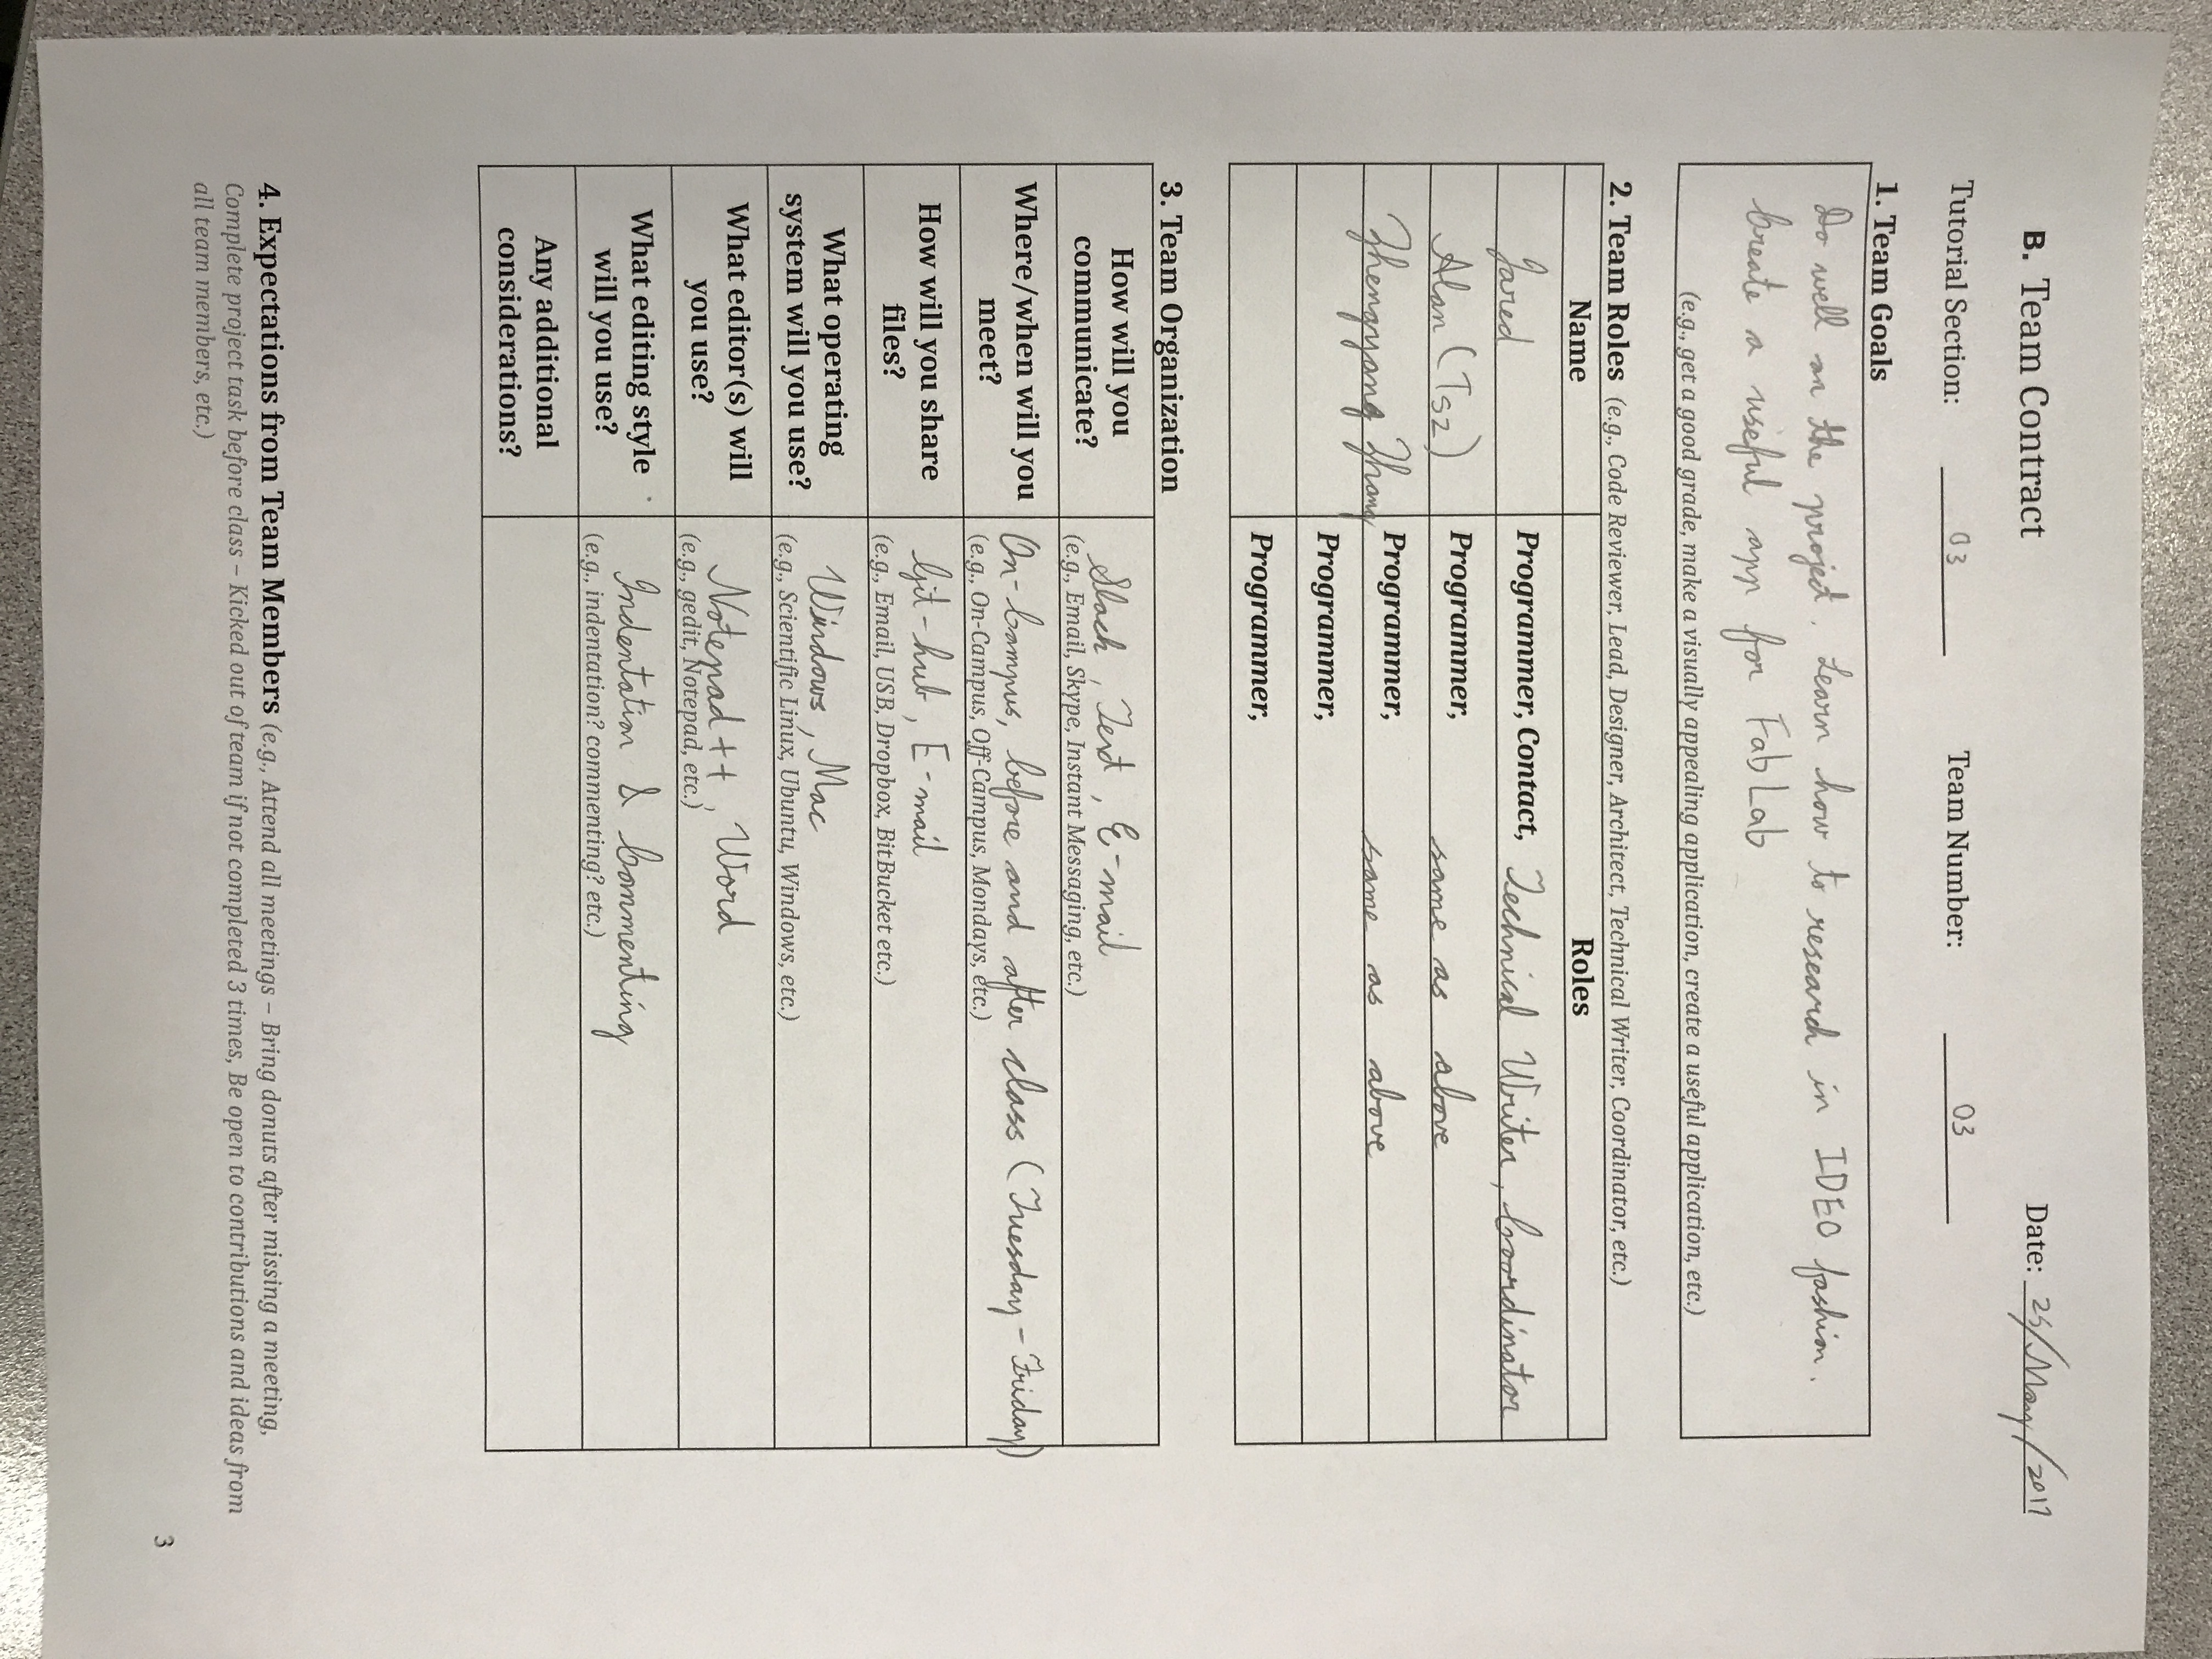 B. Team Contract Date: 25/May/2017
Tutorial Section: 03 Team Number: 03
1. Team Goals
Do well on the project. Learn how to research in IDEO fashion.
Create a useful app for FabLab
(e.g., get a good grade, make a visually appealing application, create a useful application, etc.)
2. Team Roles (e.g., Code Reviewer, Lead, Designer, Architect, Technical Writer, Coordinator, etc.)
Name Roles
Jared Programmer, Contact, Technical Writer, Coordinator
Alan (Tsz) Programmer, same as above
Zhengyang Zhang Programmer, same as above
Programmer,
Programmer,
3. Team Organization
How will you communicate? Slack, Text, E-mail
(e.g., Email, Skype, Instant Messaging, etc.)
Where/when will you meet? On-Campus, before and after class (Tuesday - Friday)
(e.g., On-Campus, Off-Campus, Mondays, etc.)
How will you share files? Git-hub, E-mail
(e.g., Email, USB, Dropbox, BitBucket etc.)
What operating system will you use? Windows, Mac
(e.g., Scientific Linux, Ubuntu, Windows, etc.)
What editor(s) will you use? Notepad++, Word
(e.g., gedit, Notepad, etc.)
What editing style will you use? Indentation & Commenting
(e.g., indentation? commenting? etc.)
Any additional considerations?
4. Expectations from Team Members (e.g., Attend all meetings – Bring donuts after missing a meeting,
Complete project task before class – Kicked out of team if not completed 3 times, Be open to contributions and ideas from
all team members, etc.)
3